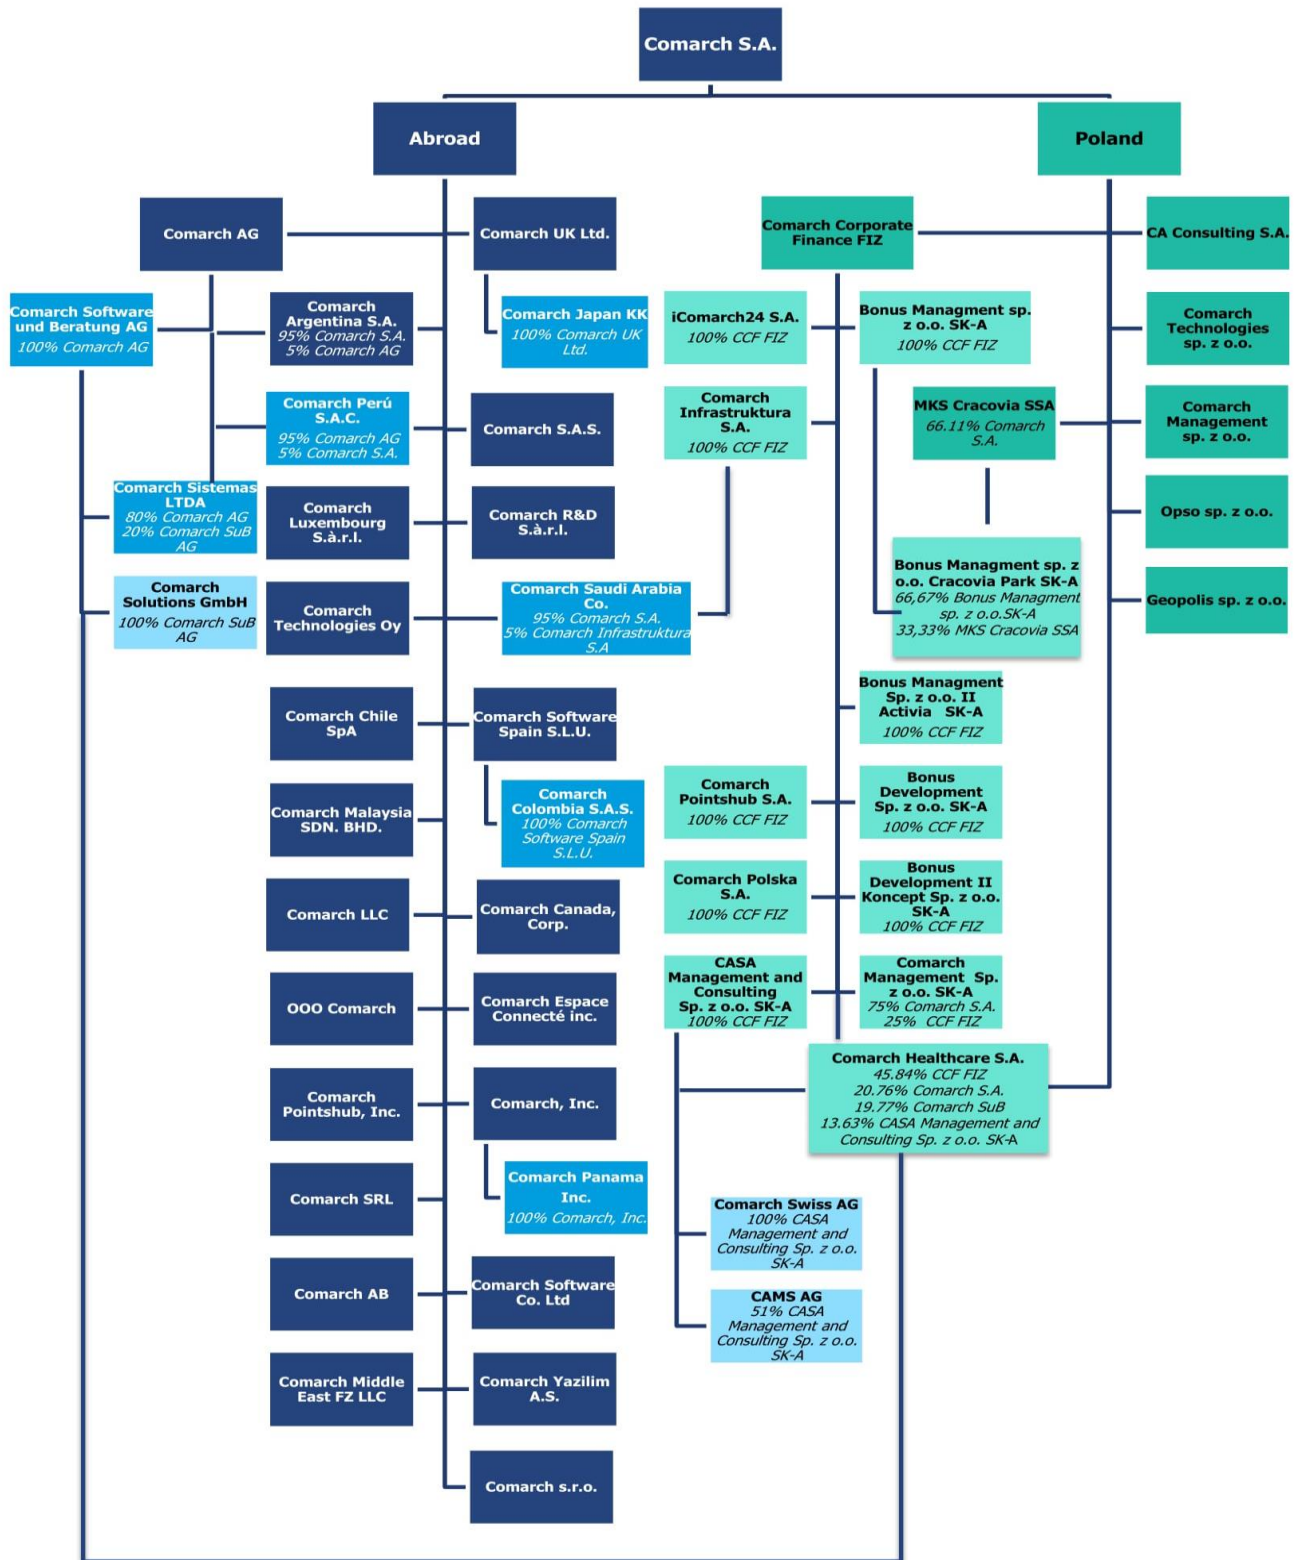 Comarch S.A.
Abroad
Poland
Comarch AG
Comarch UK Ltd.
Comarch Corporate
Finance FIZ
CA Consulting S.A.
Comarch Software
und Beratung AG
100% Comarch AG
Comarch
Argentina S.A.
95% Comarch S.A.
5% Comarch AG
Comarch Japan KK
100% Comarch UK
Ltd.
iComarch24 S.A.
100% CCF FIZ
Bonus Managment sp.
z o.o. SK-A
100% CCF FIZ
Comarch
Technologies
sp. z o.o.
Comarch Perú
S.A.C.
95% Comarch AG
5% Comarch S.A.
Comarch S.A.S.
Comarch
Infrastruktura
S.A.
100% CCF FIZ
MKS Cracovia SSA
66.11% Comarch
S.A.
Comarch
Management
sp. z o.o.
Comarch Sistemas
LTDA
80% Comarch AG
20% Comarch SuB
AG
Comarch
Luxembourg
S.à.r.l.
Comarch R&D
S.à.r.l.
Opso sp. z o.o.
Comarch
Solutions GmbH
100% Comarch SuB
AG
Comarch
Technologies Oy
Comarch Saudi Arabia
Co.
95% Comarch S.A.
5% Comarch Infrastruktura
S.A
Bonus Managment sp. z
o.o. Cracovia Park SK-A
66,67% Bonus Managment
sp. z o.o.SK-A
33,33% MKS Cracovia SSA
Geopolis sp. z o.o.
Comarch Chile
SpA
Comarch Software
Spain S.L.U.
Bonus Managment
Sp. z o.o. II
Activia SK-A
100% CCF FIZ
Comarch Malaysia
SDN. BHD.
Comarch
Colombia S.A.S.
100% Comarch
Software Spain
S.L.U.
Comarch
Pointshub S.A.
100% CCF FIZ
Bonus
Development
Sp. z o.o. SK-A
100% CCF FIZ
Comarch LLC
Comarch Canada,
Corp.
Comarch Polska
S.A.
100% CCF FIZ
Bonus
Development II
Koncept Sp. z o.o.
SK-A
100% CCF FIZ
OOO Comarch
Comarch Espace
Connecté inc.
CASA
Management and
Consulting
Sp. z o.o. SK-A
100% CCF FIZ
Comarch
Management Sp.
z o.o. SK-A
75% Comarch S.A.
25% CCF FIZ
Comarch
Pointshub, Inc.
Comarch, Inc.
Comarch Healthcare S.A.
45.84% CCF FIZ
20.76% Comarch S.A.
19.77% Comarch SuB
13.63% CASA Management and
Consulting Sp. z o.o. SK-A
Comarch SRL
Comarch Panama
Inc.
100% Comarch, Inc.
Comarch Swiss AG
100% CASA
Management and
Consulting Sp. z o.o.
SK-A
Comarch AB
Comarch Software
Co. Ltd
CAMS AG
51% CASA
Management and
Consulting Sp. z o.o.
SK-A
Comarch Middle
East FZ LLC
Comarch Yazilim
A.S.
Comarch s.r.o.